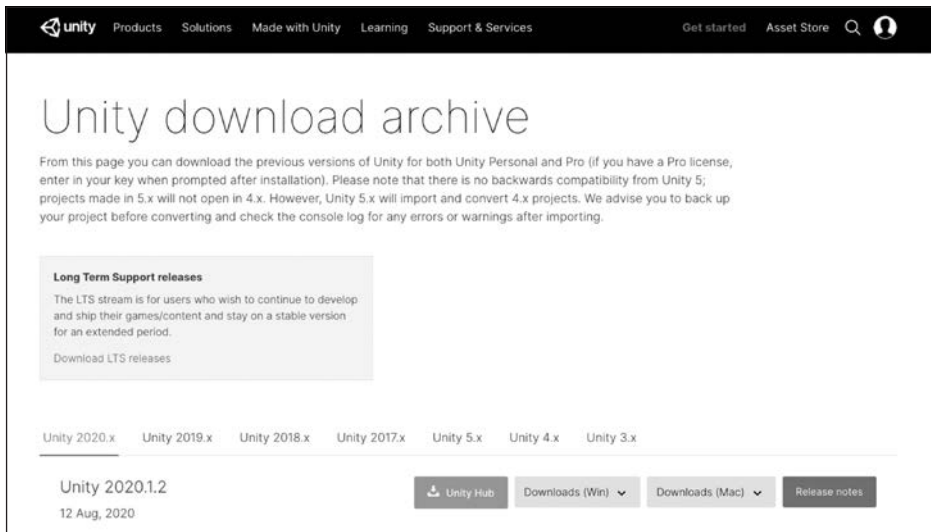 unity Products Solutions Made with Unity Learning Support & Services Get started Asset Store
Unity download archive
From this page you can download the previous versions of Unity for both Unity Personal and Pro (if you have a Pro license,
enter in your key when prompted after installation). Please note that there is no backwards compatibility from Unity 5;
projects made in 5.x will not open in 4.x. However, Unity 5.x will import and convert 4.x projects. We advise you to back up
your project before converting and check the console log for any errors or warnings after importing.
Long Term Support releases
The LTS stream is for users who wish to continue to develop
and ship their games/content and stay on a stable version
for an extended period.
Download LTS releases
Unity 2020.x Unity 2019.x Unity 2018.x Unity 2017.x Unity 5.x Unity 4.x Unity 3.x
Unity 2020.1.2 Unity Hub Downloads (Win) Downloads (Mac) Release notes
12 Aug, 2020